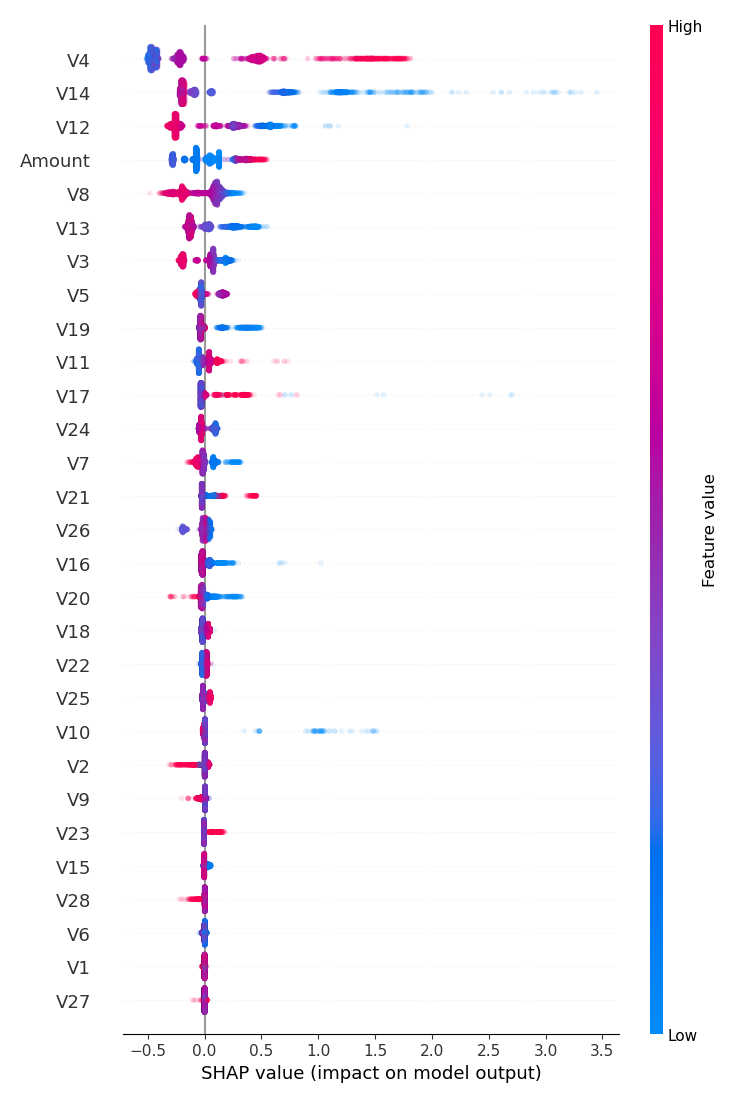 High
V4
V14
V12
Amount
V8
V13
V3
V5
V19
V11
V17
V24
V7
V21
V26
V16
V20
V18
V22
V25
V10
V2
V9
V23
V15
V28
V6
V1
V27
Feature value
Low
−0.5 0.0 0.5 1.0 1.5 2.0 2.5 3.0 3.5
SHAP value (impact on model output)